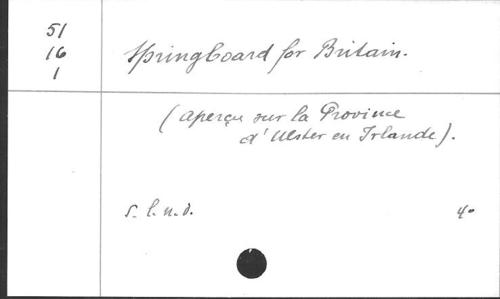 51
16
1
Springboard for Britain.
(aperçu sur la Province
d'Ulster en Irlande).
s.l.n.d.
4°